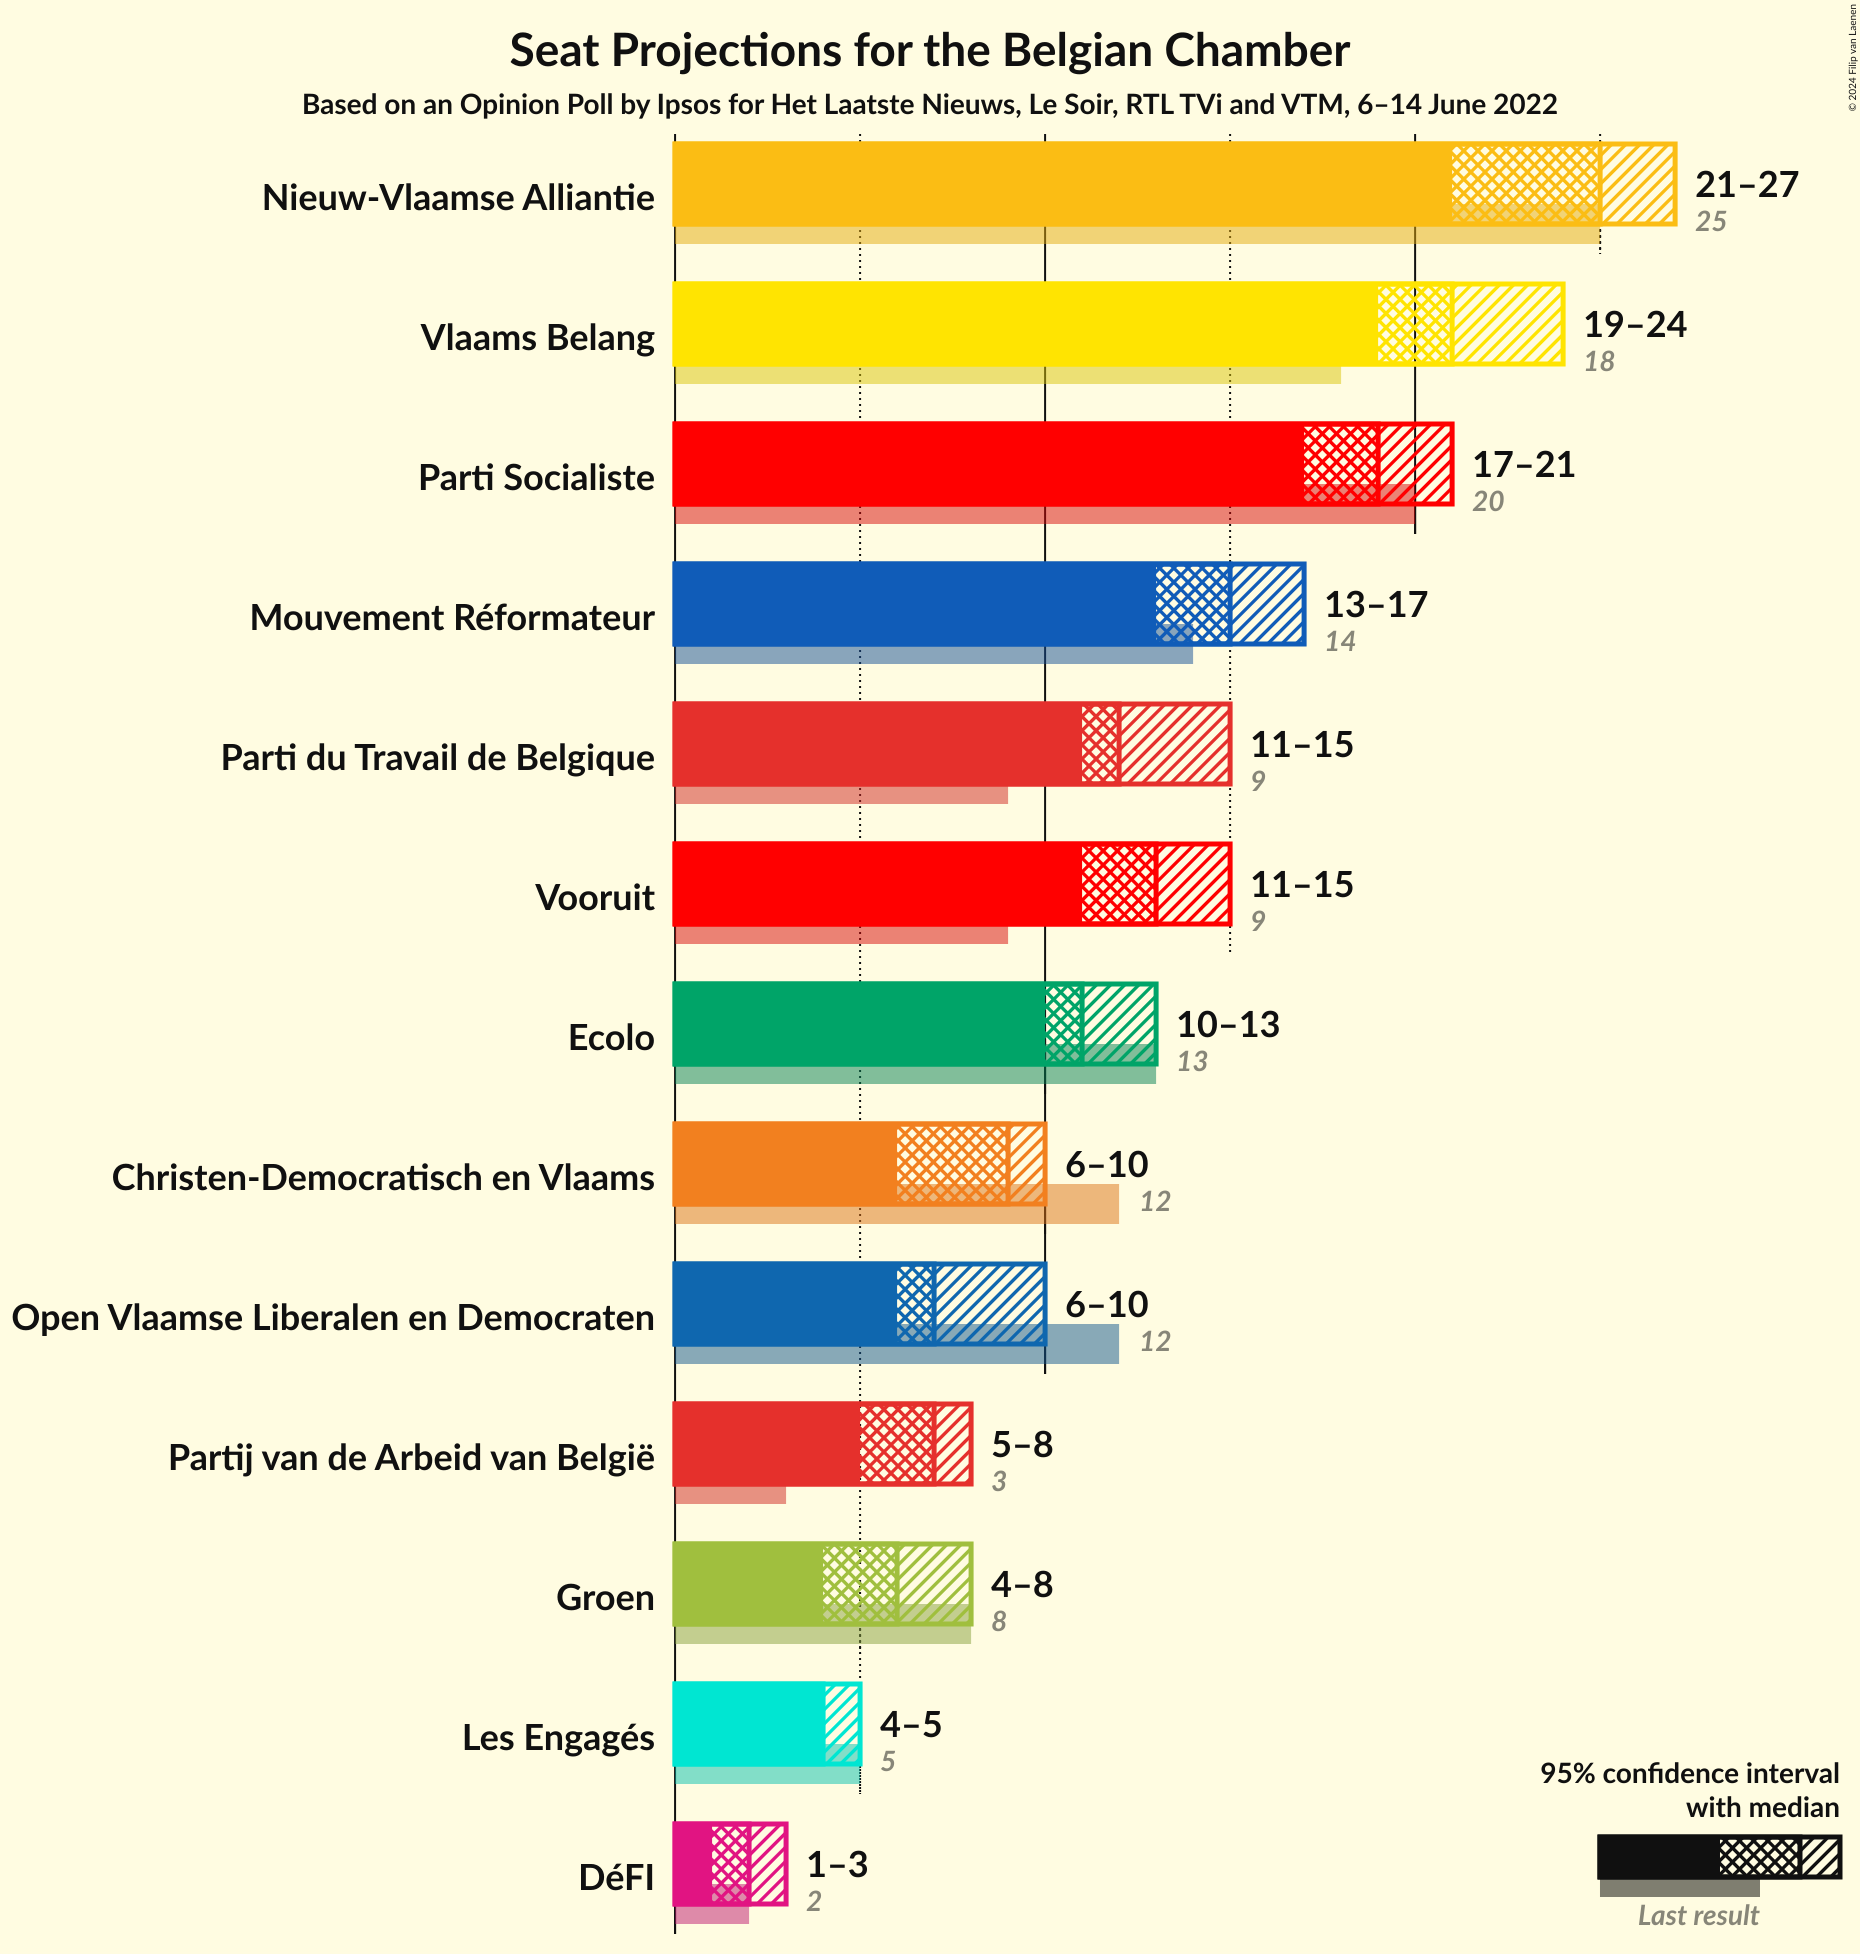 Seat Projections for the Belgian Chamber
Based on an Opinion Poll by Ipsos for Het Laatste Nieuws, Le Soir, RTL TVi and VTM, 6–14 June 2022
© 2024 Filip van Laenen
Nieuw-Vlaamse Alliantie
21–27
25
Vlaams Belang
19–24
18
Parti Socialiste
17–21
20
Mouvement Réformateur
13–17
14
Parti du Travail de Belgique
11–15
9
Vooruit
11–15
9
Ecolo
10–13
13
Christen-Democratisch en Vlaams
6–10
12
Open Vlaamse Liberalen en Democraten
6–10
12
Partij van de Arbeid van België
5–8
3
Groen
4–8
8
Les Engagés
4–5
5
DéFI
1–3
2
95% confidence interval
with median
Last result